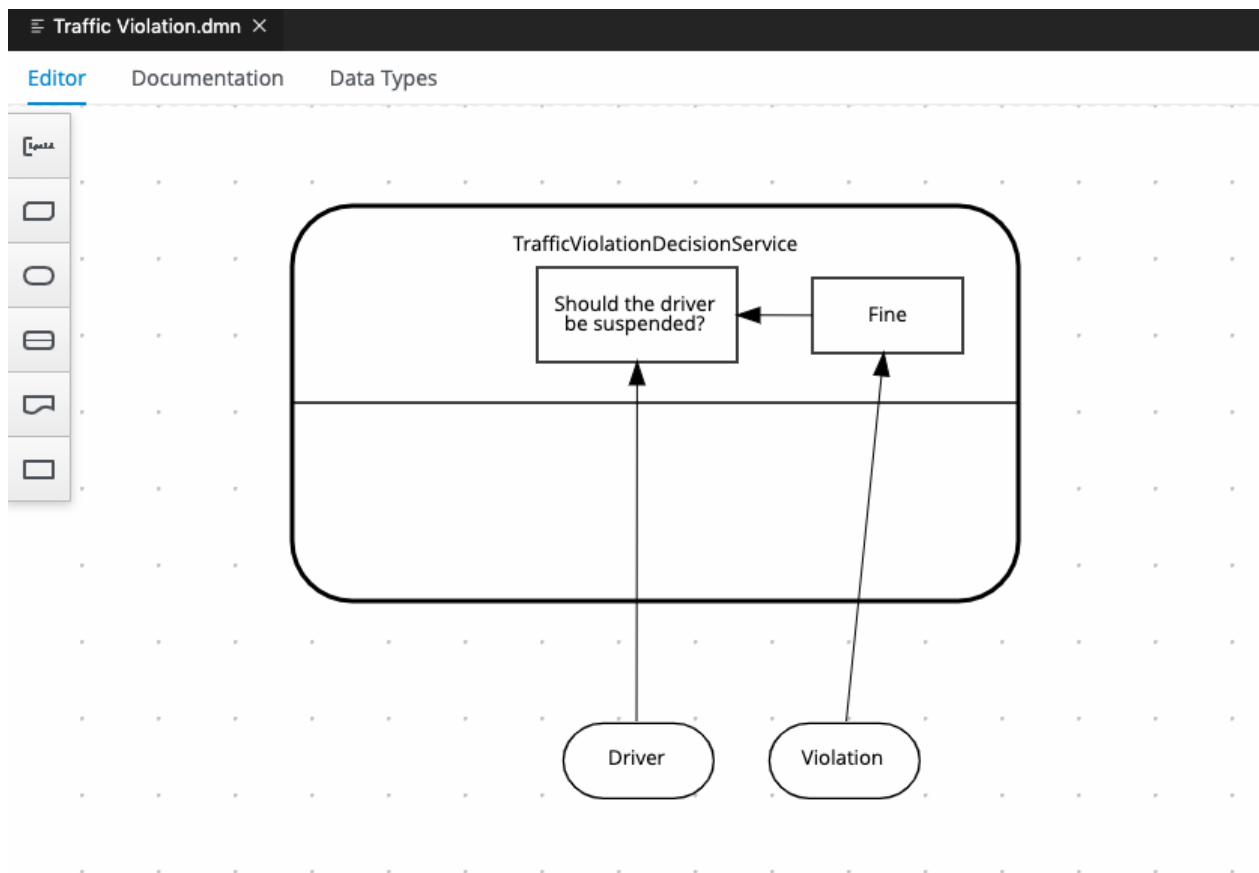 Traffic Violation.dmn
Editor Documentation Data Types
TrafficViolationDecisionService
Should the driver
be suspended?
Fine
Driver
Violation